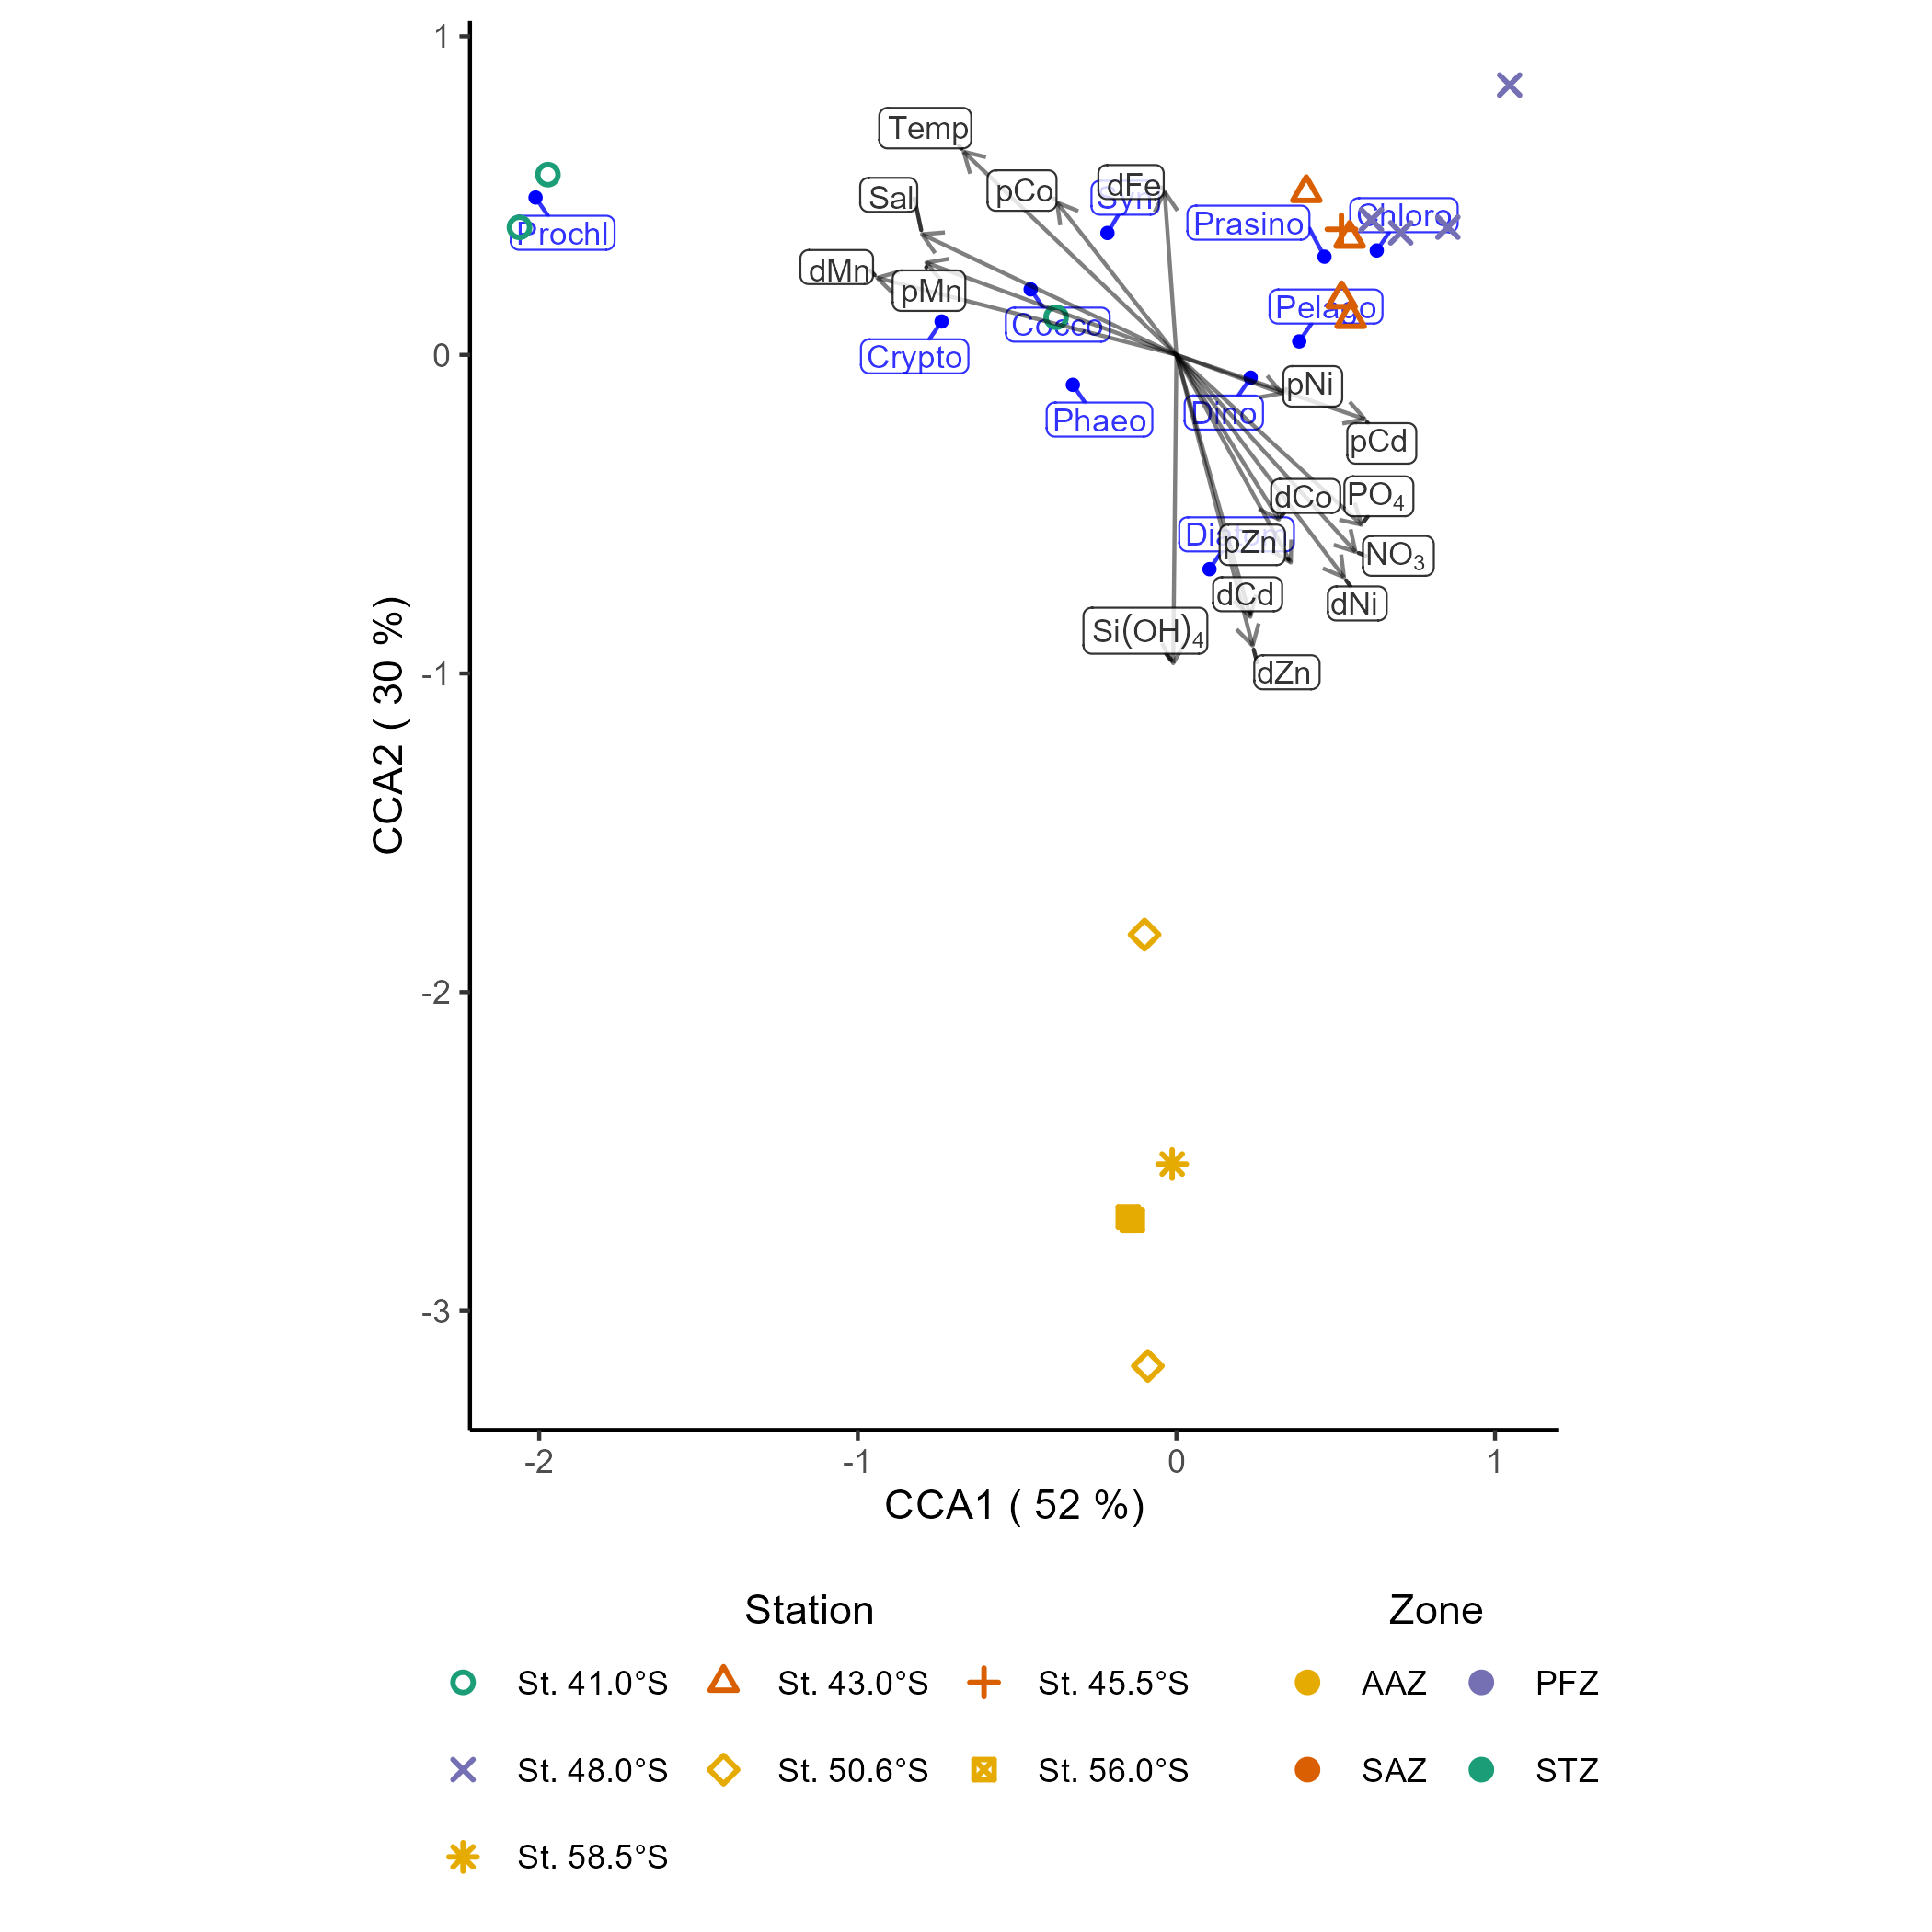 1
Temp
Sal
pCo
dFe
Syn
Prasino
Chloro
Prochl
dMn
pMn
Cocco
Pelago
0
Crypto
Phaeo
Dino
pNi
pCd
dCo
PO₄
Diatom
pZn
NO₃
dCd
dNi
Si(OH)₄
dZn
-1
CCA2 ( 30 %)
-2
-3
-2 -1 0 1
CCA1 ( 52 %)
Station Zone
St. 41.0°S St. 43.0°S St. 45.5°S AAZ PFZ
St. 48.0°S St. 50.6°S St. 56.0°S SAZ STZ
St. 58.5°S